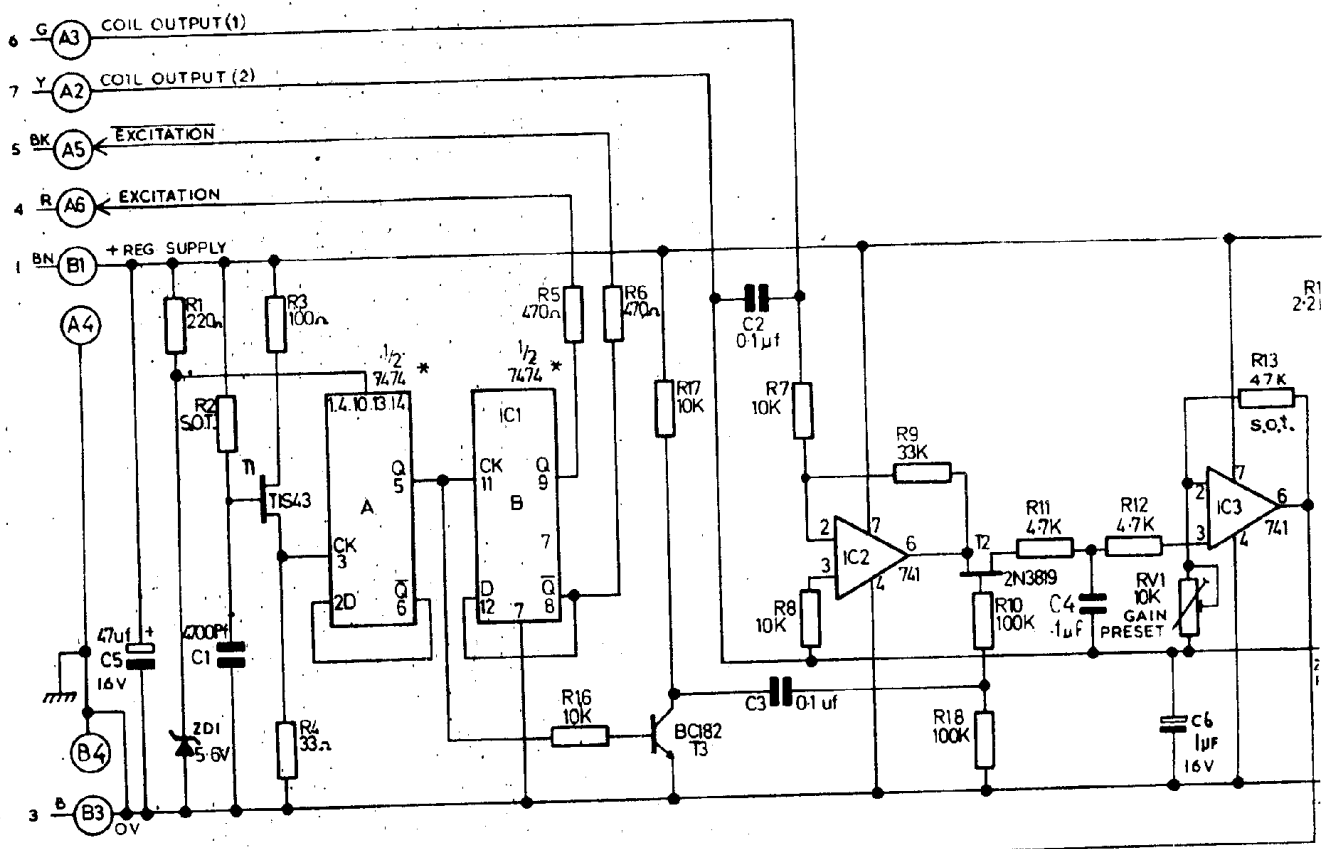 6 G A3 COIL OUTPUT (1)
7 Y A2 COIL OUTPUT (2)
5 BK A5 EXCITATION
4 R A6 EXCITATION
1 BN B1 + REG SUPPLY
A4
R1
220Ω
R3
100Ω
R5
470Ω
R6
470Ω
C2
0·1µf
R1
2·2
1/2
7474 *
1/2
7474 *
R13
47K
S.O.T.
R2
S.O.T.
1.4.10.13.14
IC1
R17
10K
R7
10K
R9
33K
T1
TIS43
Q
5
CK
11
Q
9
A
B
7
CK
3
2D
Q
6
D
12
7
Q
8
2
3
7
6
4
IC2
741
R11
4.7K
R12
4.7K
T2
2N3819
2
3
7
6
4
IC3
741
R8
10K
R10
100K
C4
.1µF
RV1
10K
GAIN
PRESET
47uf +
C5
16V
4700Pf
C1
B4
ZD1
5·6V
R4
33Ω
R16
10K
C3
0·1 uf
BC182
T3
R18
100K
C6
1µF
16V
3 B B3 0V